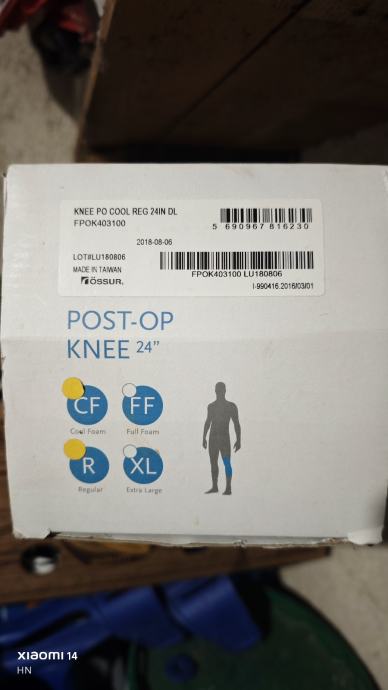 KNEE PO COOL REG 24IN DL
FPOK403100
5 690967 816230
2018-08-06
LOT#LU180806
MADE IN TAIWAN
FPOK403100 LU180806
ÖSSUR.
I-990416.2016/03/01
POST-OP
KNEE 24”
CF
FF
Cool Foam
Full Foam
R
XL
Regular
Extra Large
xiaomi 14
HN